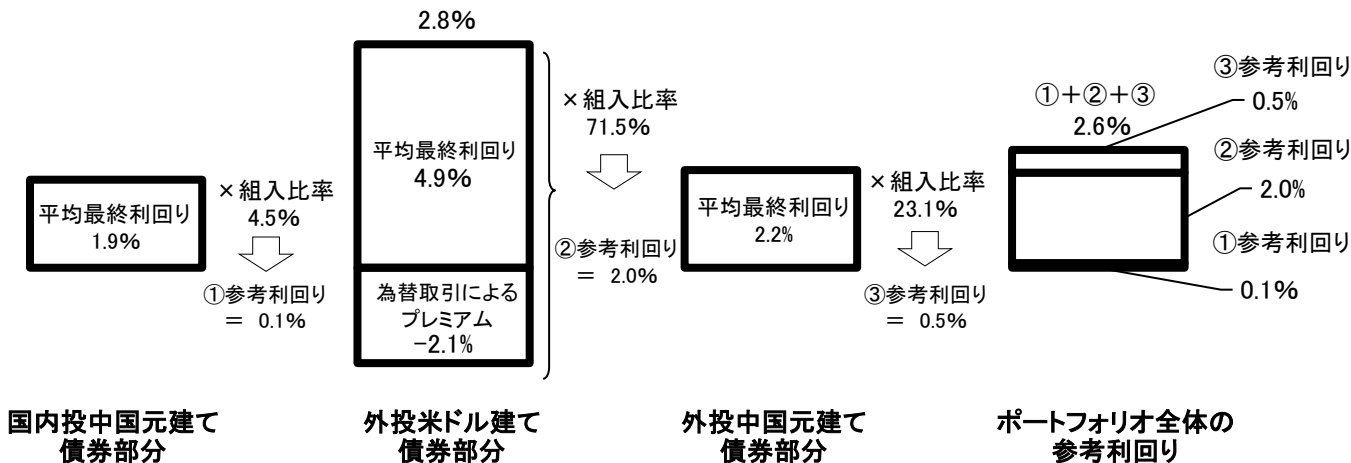 平均最終利回り
1.9%
×組入比率
4.5%
①参考利回り
= 0.1%
国内投中国元建て
債券部分
2.8%
平均最終利回り
4.9%
為替取引による
プレミアム
-2.1%
×組入比率
71.5%
②参考利回り
= 2.0%
外投米ドル建て
債券部分
平均最終利回り
2.2%
×組入比率
23.1%
③参考利回り
= 0.5%
外投中国元建て
債券部分
①+②+③
2.6%
③参考利回り
0.5%
②参考利回り
2.0%
①参考利回り
0.1%
ポートフォリオ全体の
参考利回り